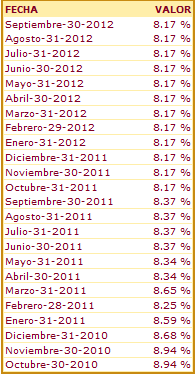 FECHA VALOR
Septiembre-30-2012 8.17 %
Agosto-31-2012 8.17 %
Julio-31-2012 8.17 %
Junio-30-2012 8.17 %
Mayo-31-2012 8.17 %
Abril-30-2012 8.17 %
Marzo-31-2012 8.17 %
Febrero-29-2012 8.17 %
Enero-31-2012 8.17 %
Diciembre-31-2011 8.17 %
Noviembre-30-2011 8.17 %
Octubre-31-2011 8.17 %
Septiembre-30-2011 8.37 %
Agosto-31-2011 8.37 %
Julio-31-2011 8.37 %
Junio-30-2011 8.37 %
Mayo-31-2011 8.34 %
Abril-30-2011 8.34 %
Marzo-31-2011 8.65 %
Febrero-28-2011 8.25 %
Enero-31-2011 8.59 %
Diciembre-31-2010 8.68 %
Noviembre-30-2010 8.94 %
Octubre-30-2010 8.94 %